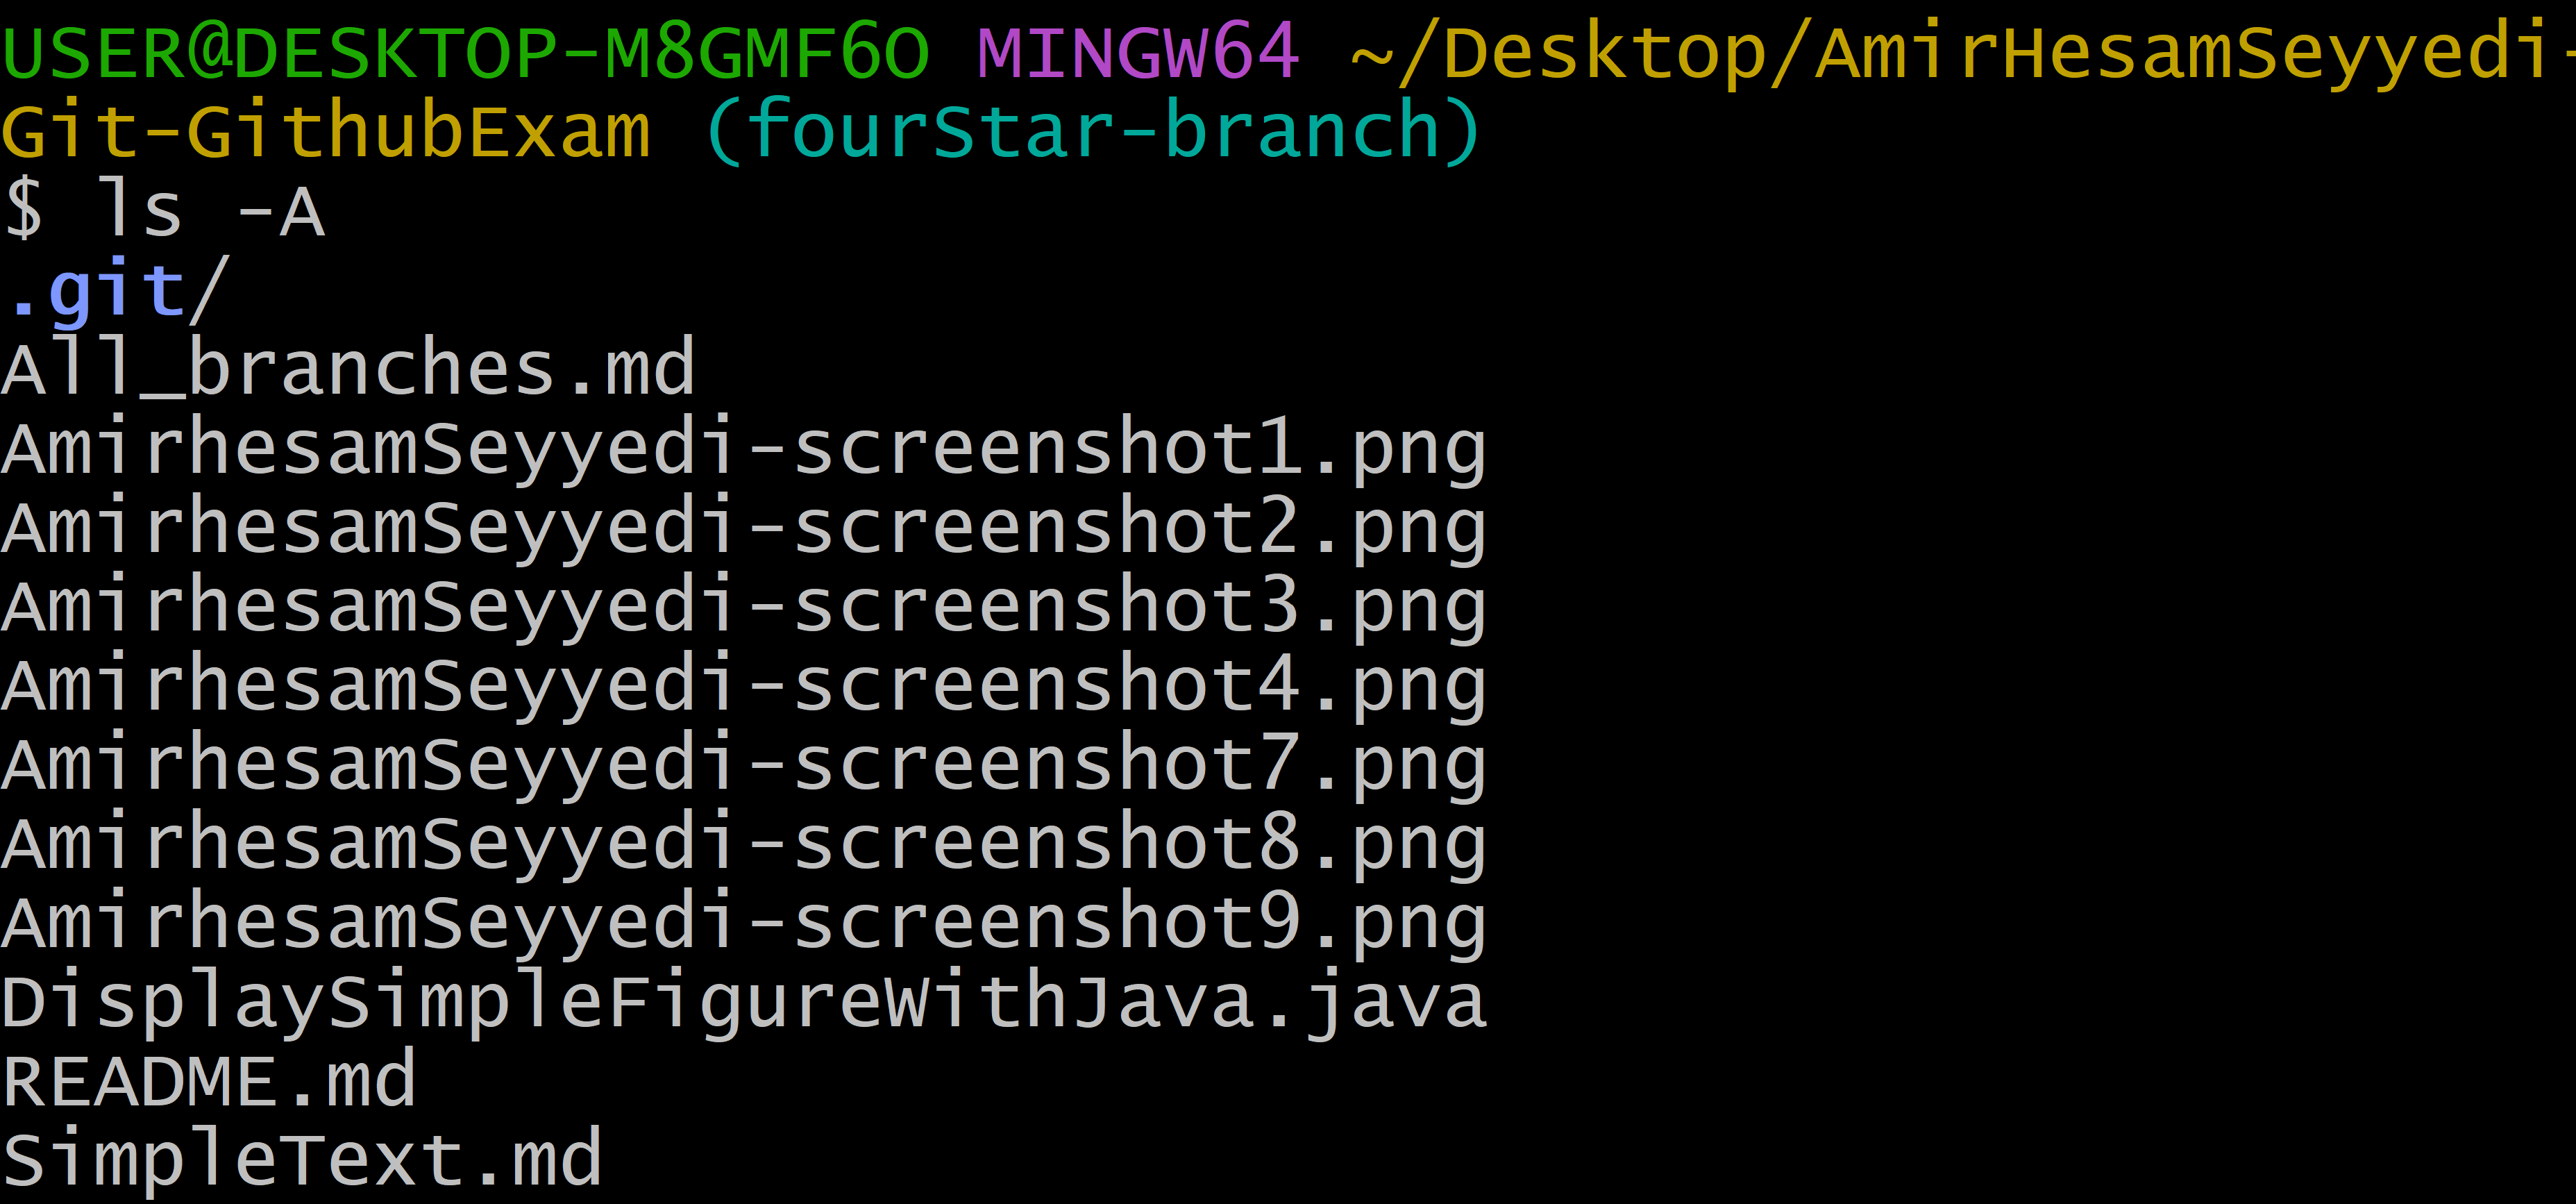 USER@DESKTOP-M8GMF6O MINGW64 ~/Desktop/AmirHesamSeyyedi-
Git-GithubExam (fourStar-branch)
$ ls -A
.git/
All_branches.md
AmirhesamSeyyedi-screenshot1.png
AmirhesamSeyyedi-screenshot2.png
AmirhesamSeyyedi-screenshot3.png
AmirhesamSeyyedi-screenshot4.png
AmirhesamSeyyedi-screenshot7.png
AmirhesamSeyyedi-screenshot8.png
AmirhesamSeyyedi-screenshot9.png
DisplaySimpleFigureWithJava.java
README.md
SimpleText.md